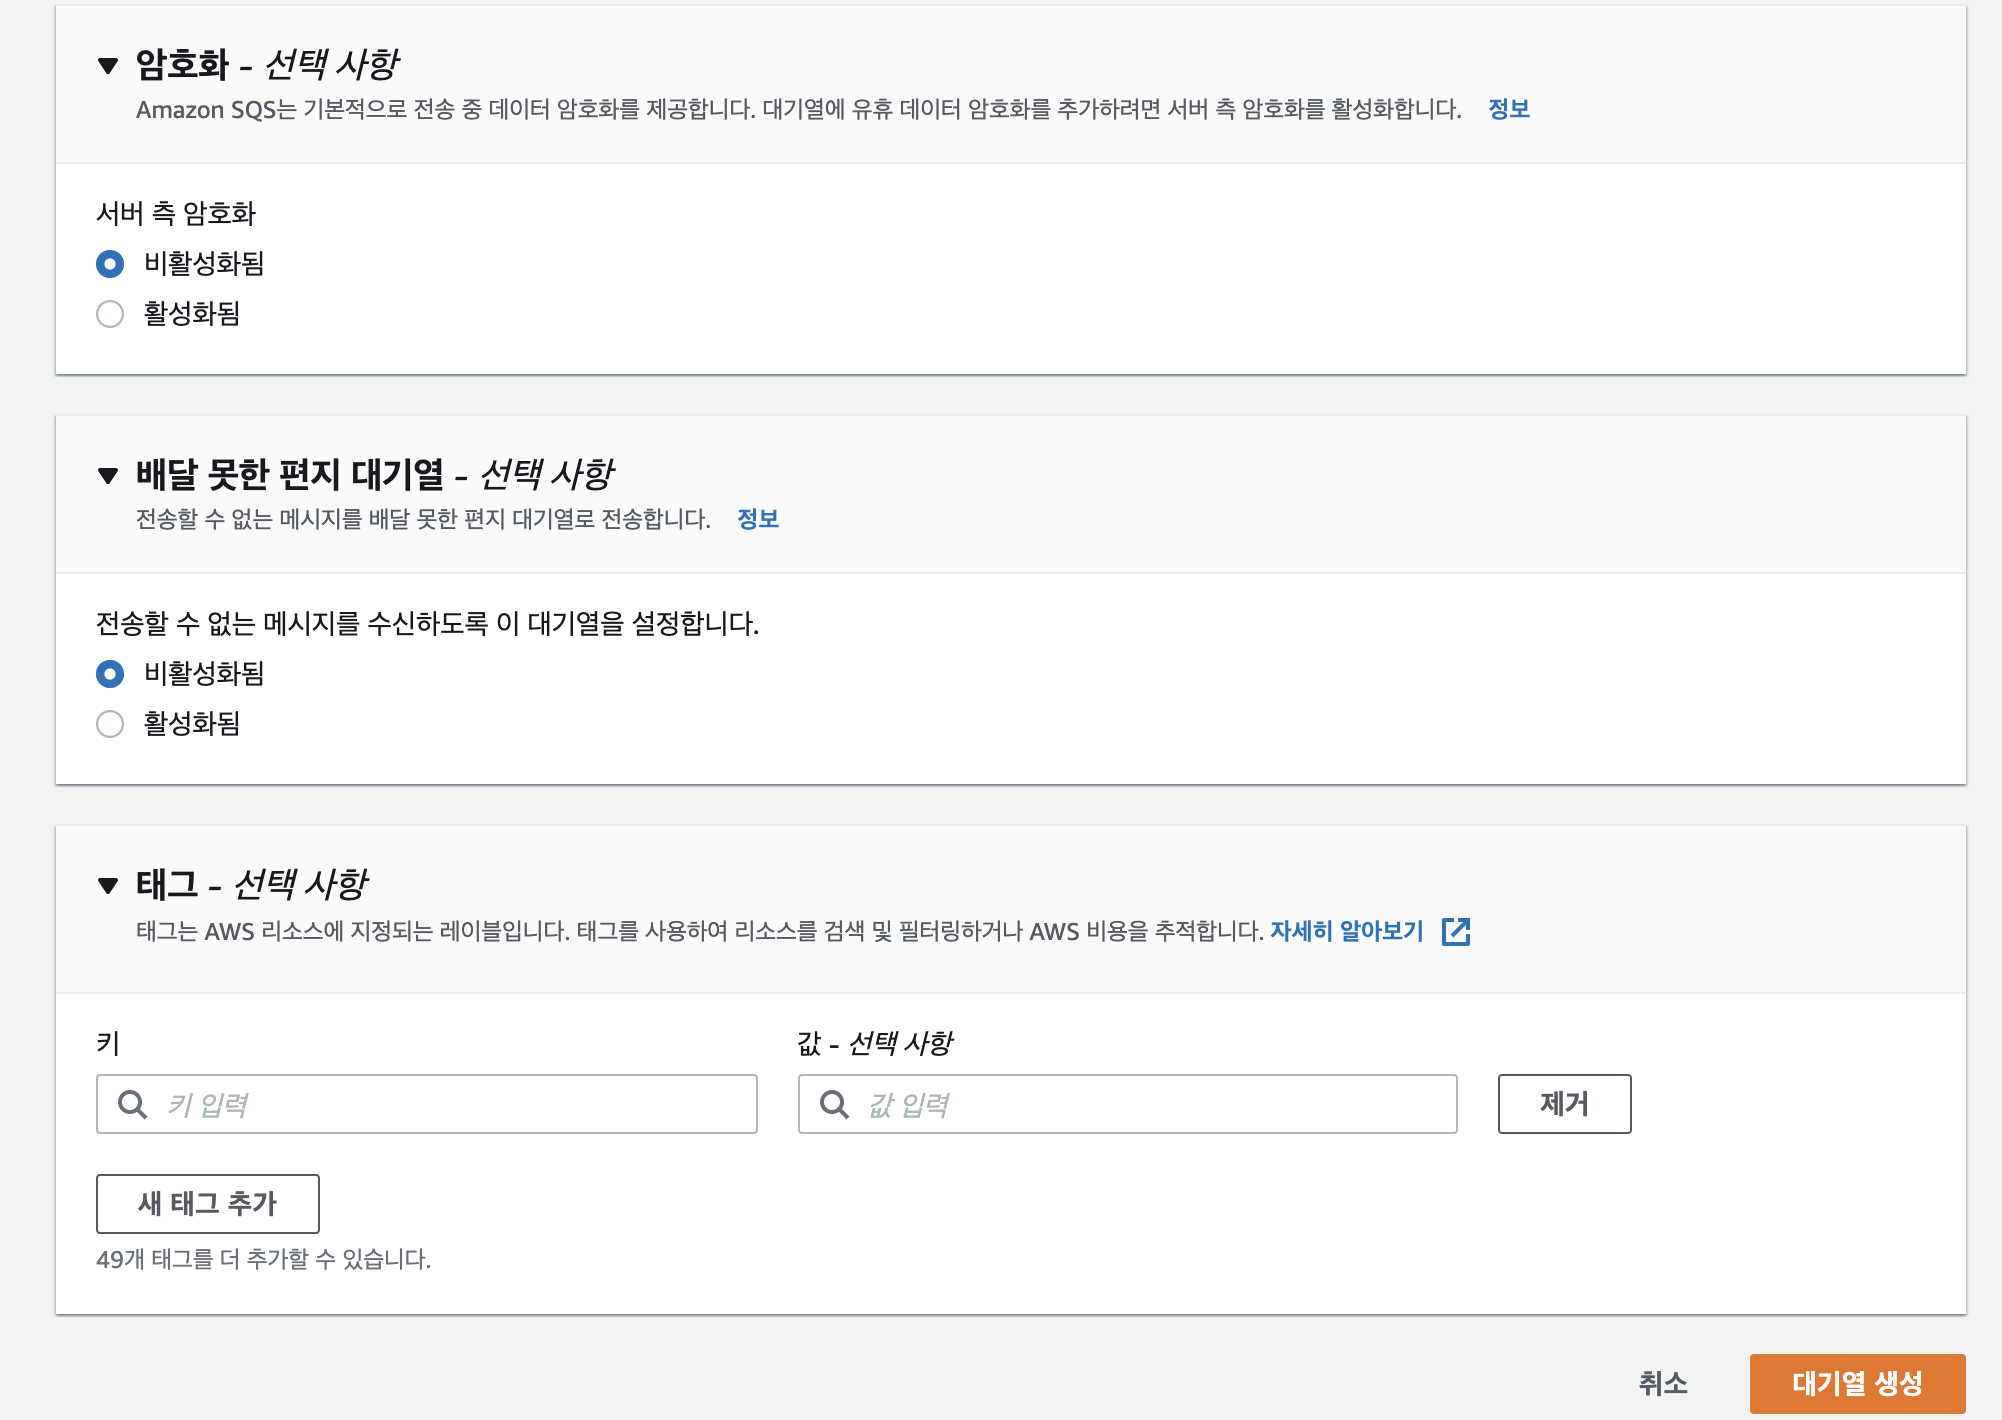 암호화 - 선택 사항
Amazon SQS는 기본적으로 전송 중 데이터 암호화를 제공합니다. 대기열에 유휴 데이터 암호화를 추가하려면 서버 측 암호화를 활성화합니다. 정보
서버 측 암호화
비활성화됨
활성화됨
배달 못한 편지 대기열 - 선택 사항
전송할 수 없는 메시지를 배달 못한 편지 대기열로 전송합니다. 정보
전송할 수 없는 메시지를 수신하도록 이 대기열을 설정합니다.
비활성화됨
활성화됨
태그 - 선택 사항
태그는 AWS 리소스에 지정되는 레이블입니다. 태그를 사용하여 리소스를 검색 및 필터링하거나 AWS 비용을 추적합니다. 자세히 알아보기
키 값 - 선택 사항
키 입력 값 입력 제거
새 태그 추가
49개 태그를 더 추가할 수 있습니다.
취소 대기열 생성